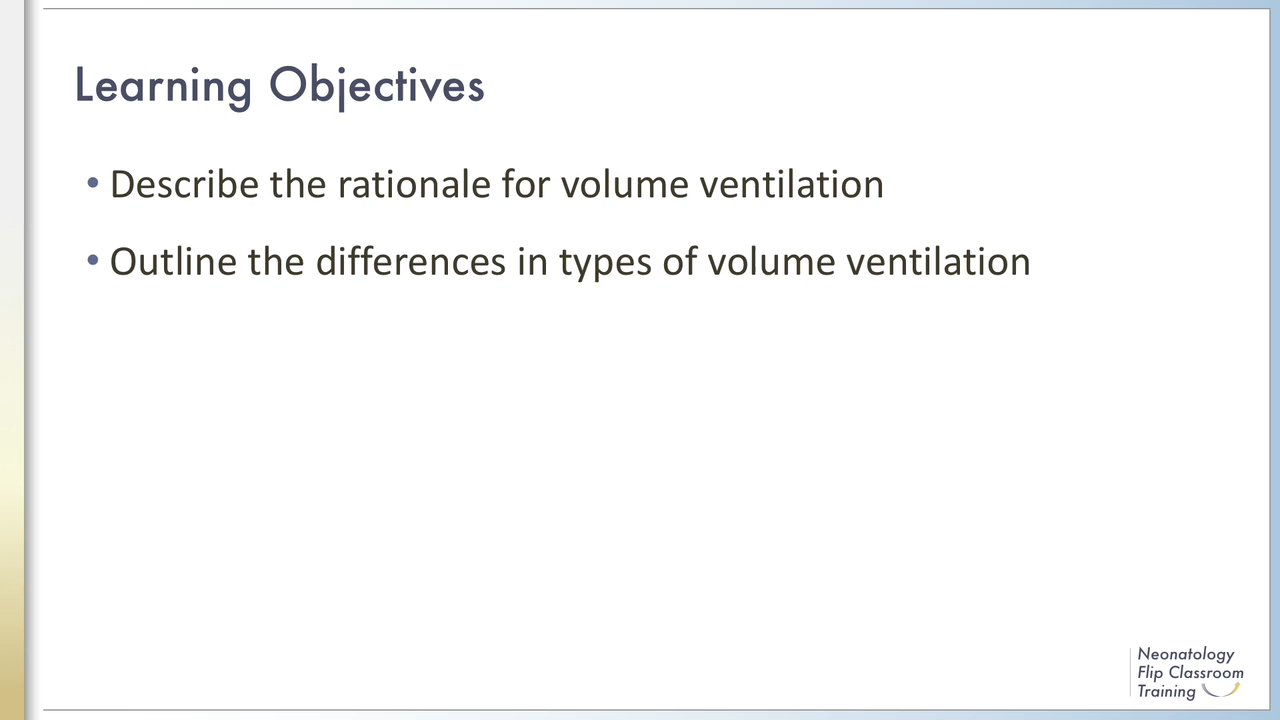 Learning Objectives
• Describe the rationale for volume ventilation
• Outline the differences in types of volume ventilation
Neonatology
Flip Classroom
Training